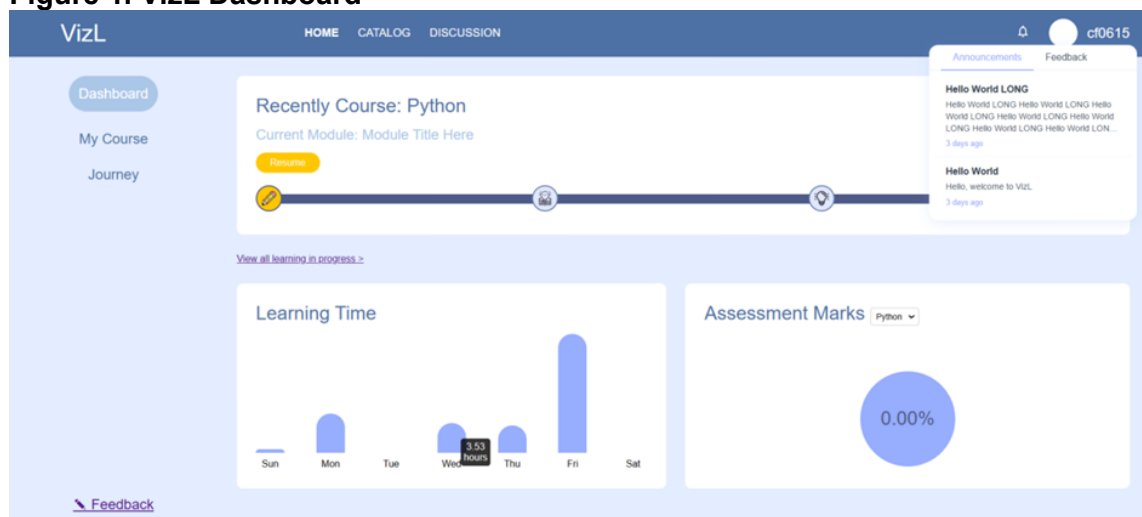 Figure 1: VizL Dashboard
VizL
HOME CATALOG DISCUSSION
cf0615
Announcements Feedback
Hello World LONG
Hello World LONG Hello World LONG Hello
World LONG Hello World LONG Hello World
LONG Hello World LONG Hello World LON...
3 days ago
Hello World
Hello, welcome to VizL
3 days ago
Dashboard
My Course
Journey
Recently Course: Python
Current Module: Module Title Here
Resume
View all learning in progress >
Learning Time
3.53
hours
Sun Mon Tue Wed Thu Fri Sat
Assessment Marks Python
0.00%
Feedback